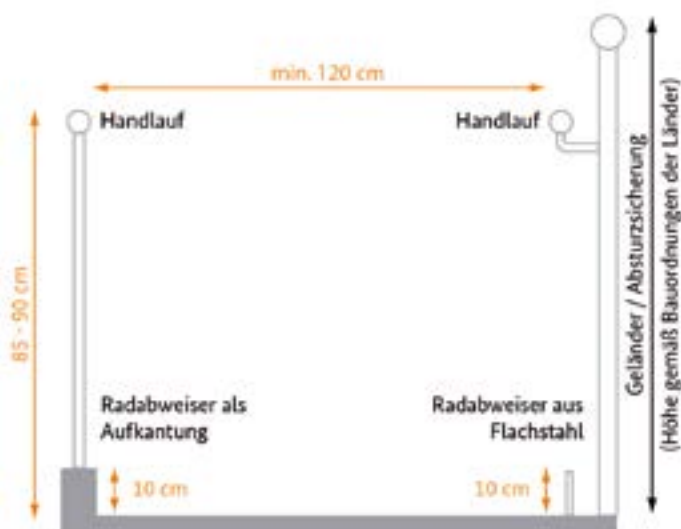 min. 120 cm
Handlauf
Handlauf
85 - 90 cm
Geländer / Absturzsicherung
(Höhe gemäß Bauordnungen der Länder)
Radabweiser als
Aufkantung
Radabweiser aus
Flachstahl
10 cm
10 cm